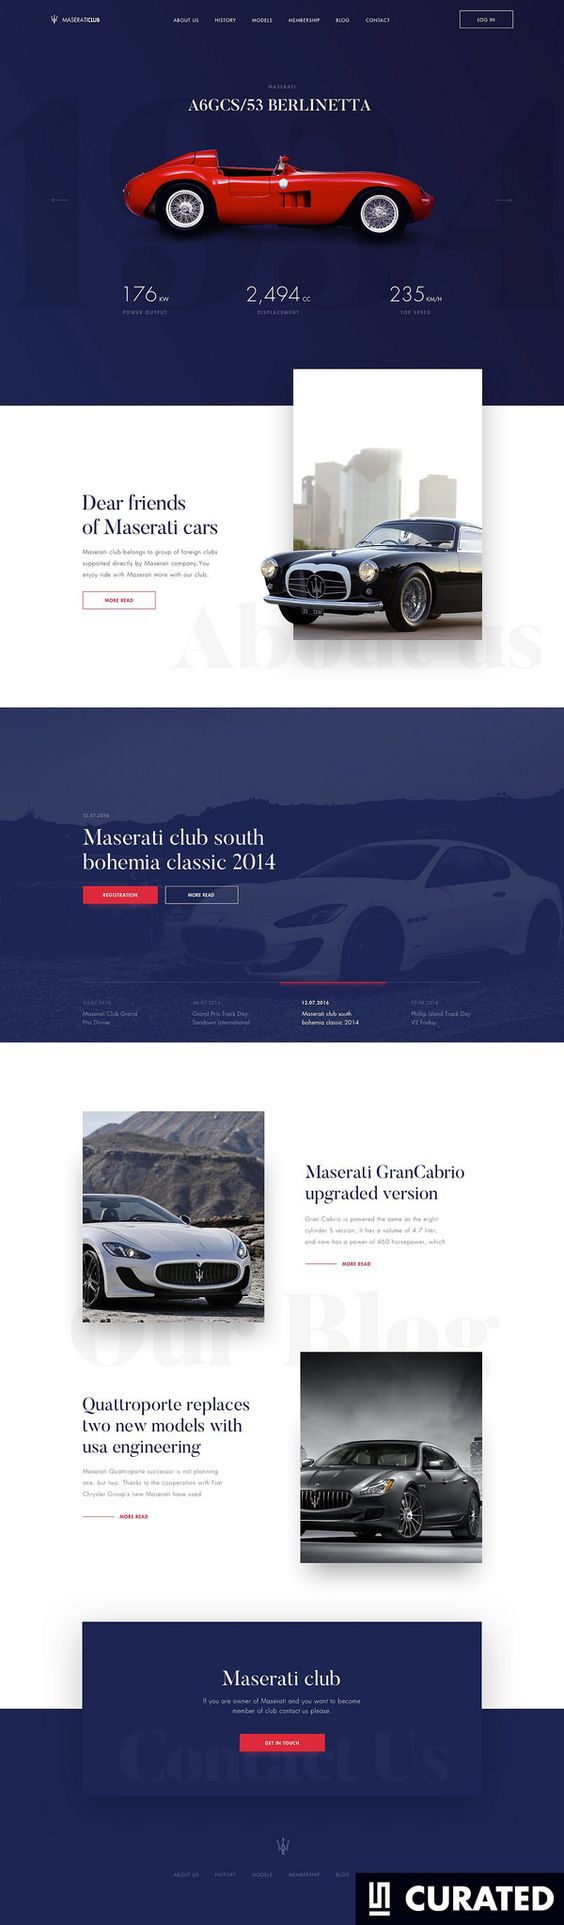 MASERATICLUB
ABOUT US HISTORY MODELS MEMBERSHIP BLOG CONTACT
LOG IN
1934
MASERATI
A6GCS/53 BERLINETTA
176 KW
POWER OUTPUT
2,494 CC
DISPLACEMENT
235 KM/H
TOP SPEED
Dear friends
of Maserati cars
Maserati club belongs to group of foreign clubs
supported directly by Maserati company.You
enjoy ride with Maserati more with our club.
MORE READ
About us
12.07.2016
Maserati club south
bohemia classic 2014
REGISTRATION
MORE READ
Maserati Club Grand
Prix Dinner
Grand Prix Track Day
Sandown International
12.07.2016
Maserati club south
bohemia classic 2014
Phillip Island Track Day
V2 Friday
Maserati GranCabrio
upgraded version
Gran Cabrio is powered the same as the eight-
cylinder S version; It has a volume of 4.7 liter,
and now has a power of 460 horsepower, which
MORE READ
Our Blog
Quattroporte replaces
two new models with
usa engineering
Maserati Quattroporte successor is not planning
one, but two. Thanks to the cooperation with Fiat
Chrysler Group's new Maserati have used
MORE READ
Maserati club
If you are owner of Maserati and you want to become
member of club contact us please.
GET IN TOUCH
Contact Us
ABOUT US HISTORY MODELS MEMBERSHIP BLOG
CURATED